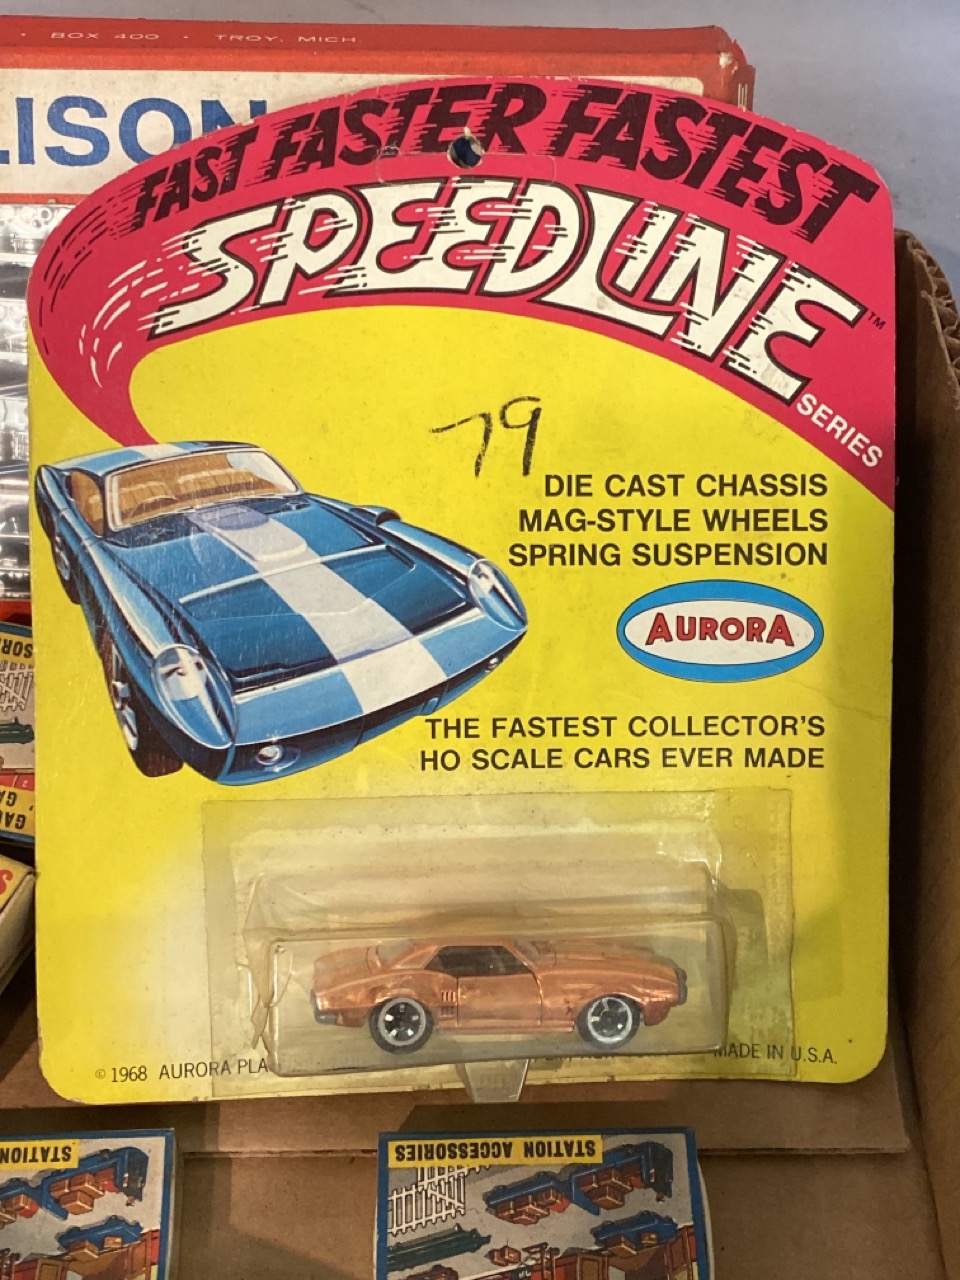 BOX 400 · TROY, MICH.
LISON
FAST FASTER FASTEST
SPEEDLINE
™
SERIES
79
DIE CAST CHASSIS
MAG-STYLE WHEELS
SPRING SUSPENSION
AURORA
THE FASTEST COLLECTOR'S
HO SCALE CARS EVER MADE
© 1968 AURORA PLA
MADE IN U.S.A.
STATION
STATION ACCESSORIES